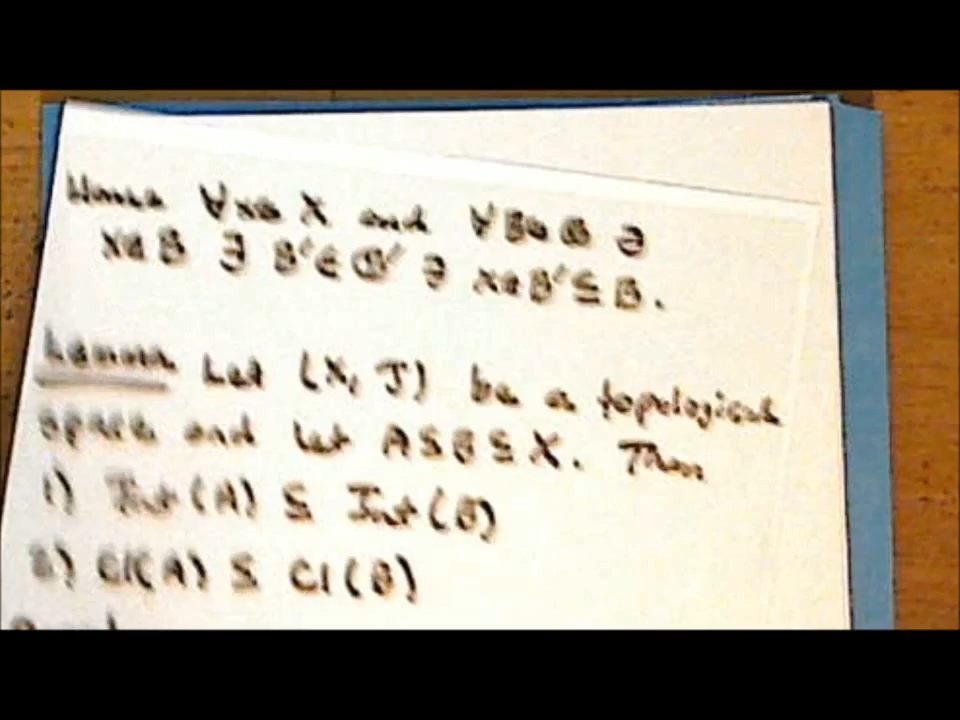 Hence ∀x∈X and ∀B∈ℬ ∋
x∈B ∃ B'∈ℬ' ∋ x∈B'⊆B.
Lemma Let (X, J) be a topological
space and let A⊆B⊆X. Then
1) Int(A) ⊆ Int(B)
2) Cl(A) ⊆ Cl(B)